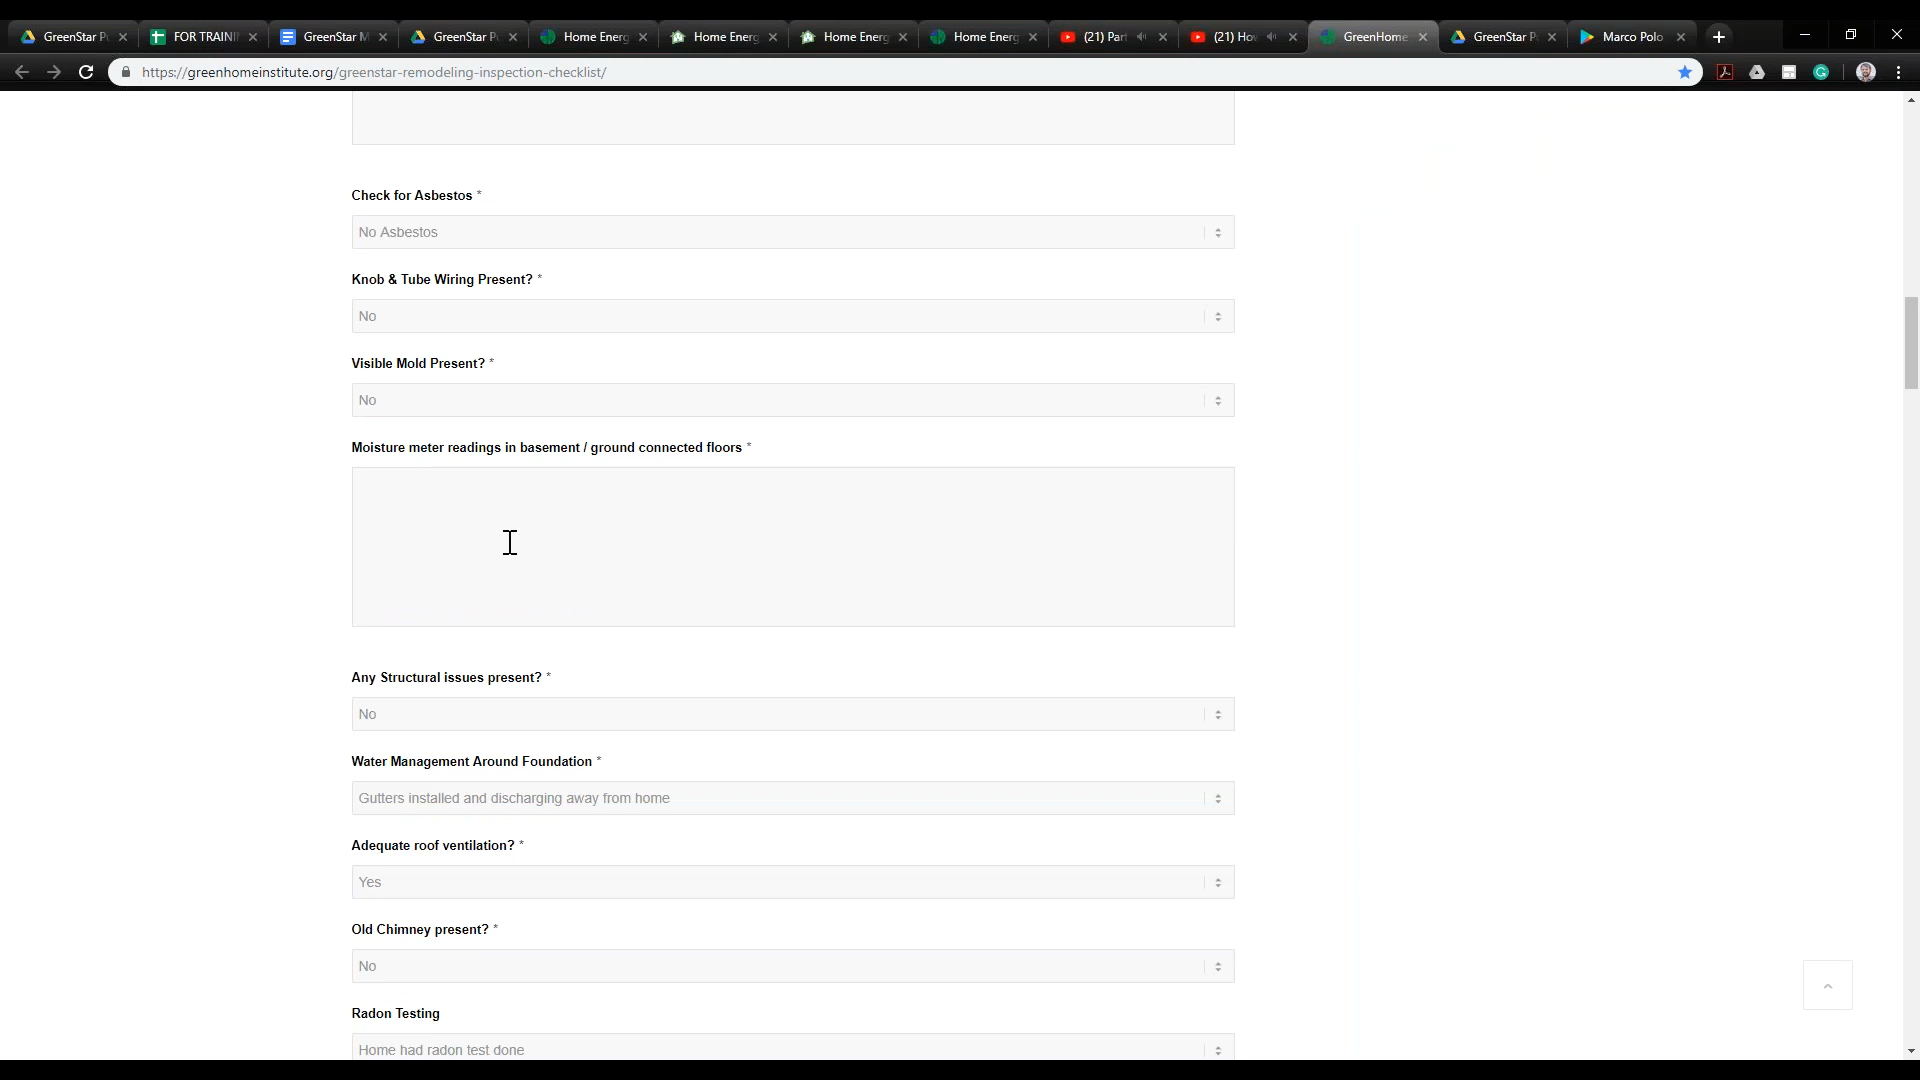 GreenStar P
FOR TRAINI
GreenStar M
GreenStar P
Home Energ
Home Energ
Home Energ
Home Energ
(21) Part
(21) Ho
GreenHome
GreenStar P
Marco Polo
https://greenhomeinstitute.org/greenstar-remodeling-inspection-checklist/
Check for Asbestos *
No Asbestos
Knob & Tube Wiring Present? *
No
Visible Mold Present? *
No
Moisture meter readings in basement / ground connected floors *
Any Structural issues present? *
No
Water Management Around Foundation *
Gutters installed and discharging away from home
Adequate roof ventilation? *
Yes
Old Chimney present? *
No
Radon Testing
Home had radon test done